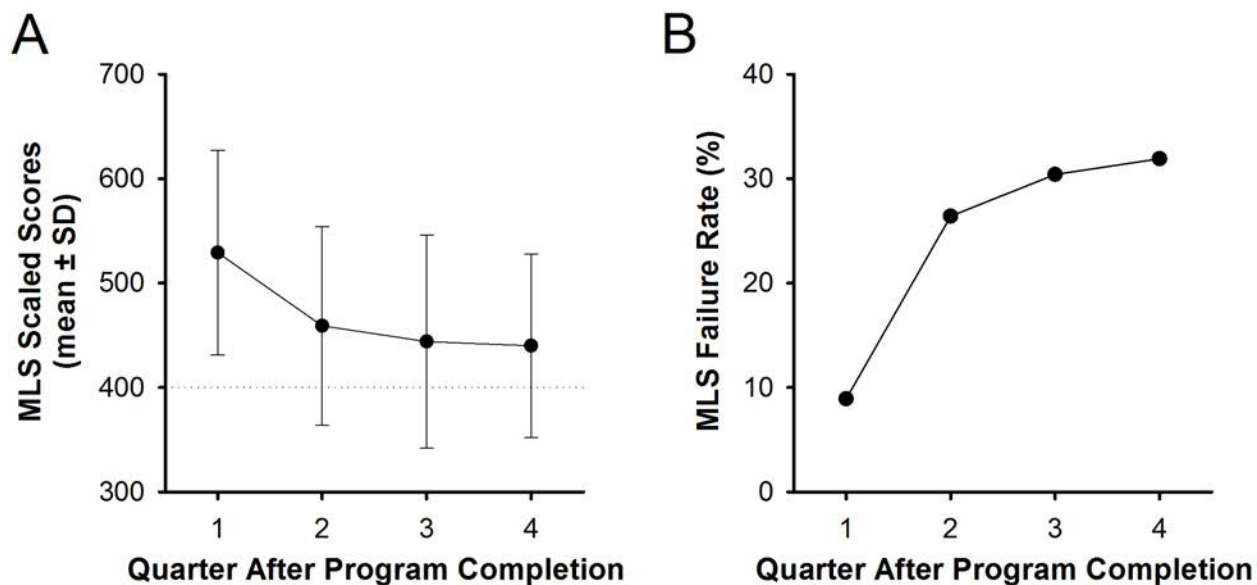 A
MLS Scaled Scores
(mean ± SD)
700
600
500
400
300
1 2 3 4
Quarter After Program Completion
B
MLS Failure Rate (%)
40
30
20
10
0
1 2 3 4
Quarter After Program Completion